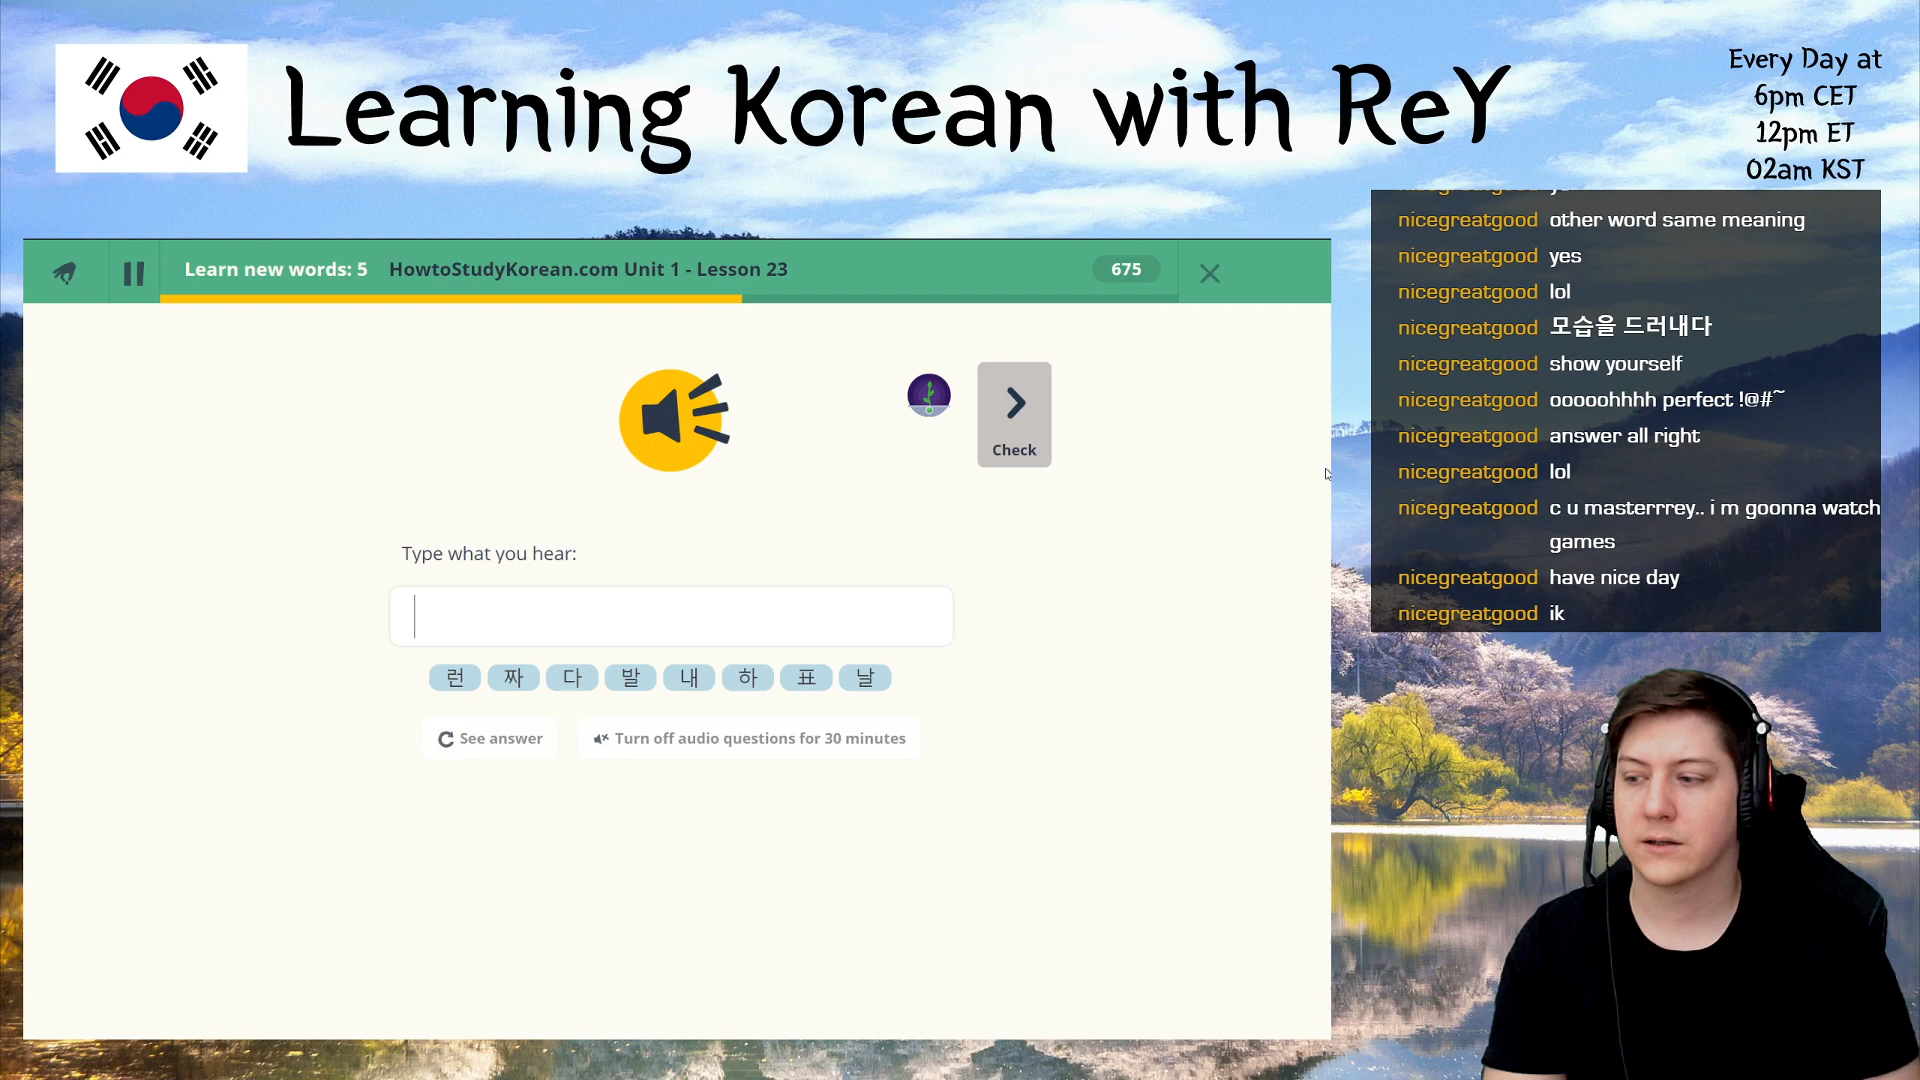 Learning Korean with ReY
Every Day at
6pm CET
12pm ET
02am KST
Learn new words: 5 HowtoStudyKorean.com Unit 1 - Lesson 23
675
Check
Type what you hear:
런 짜 다 발 내 하 표 날
See answer
Turn off audio questions for 30 minutes
nicegreatgood other word same meaning
nicegreatgood yes
nicegreatgood lol
nicegreatgood 모습을 드러내다
nicegreatgood show yourself
nicegreatgood ooooohhhh perfect !@#~
nicegreatgood answer all right
nicegreatgood lol
nicegreatgood c u masterrrey.. i m goonna watch
games
nicegreatgood have nice day
nicegreatgood ik